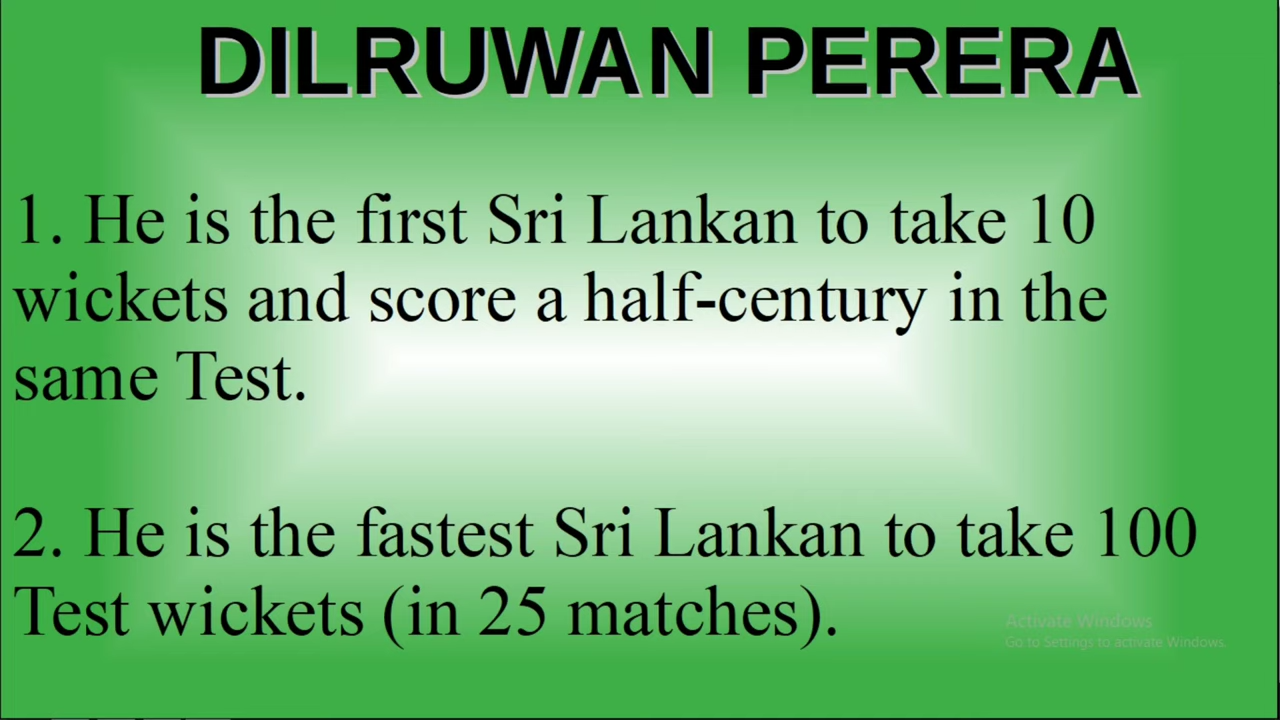 DILRUWAN PERERA
1. He is the first Sri Lankan to take 10
wickets and score a half-century in the
same Test.
2. He is the fastest Sri Lankan to take 100
Test wickets (in 25 matches).
Activate Windows
Go to Settings to activate Windows.